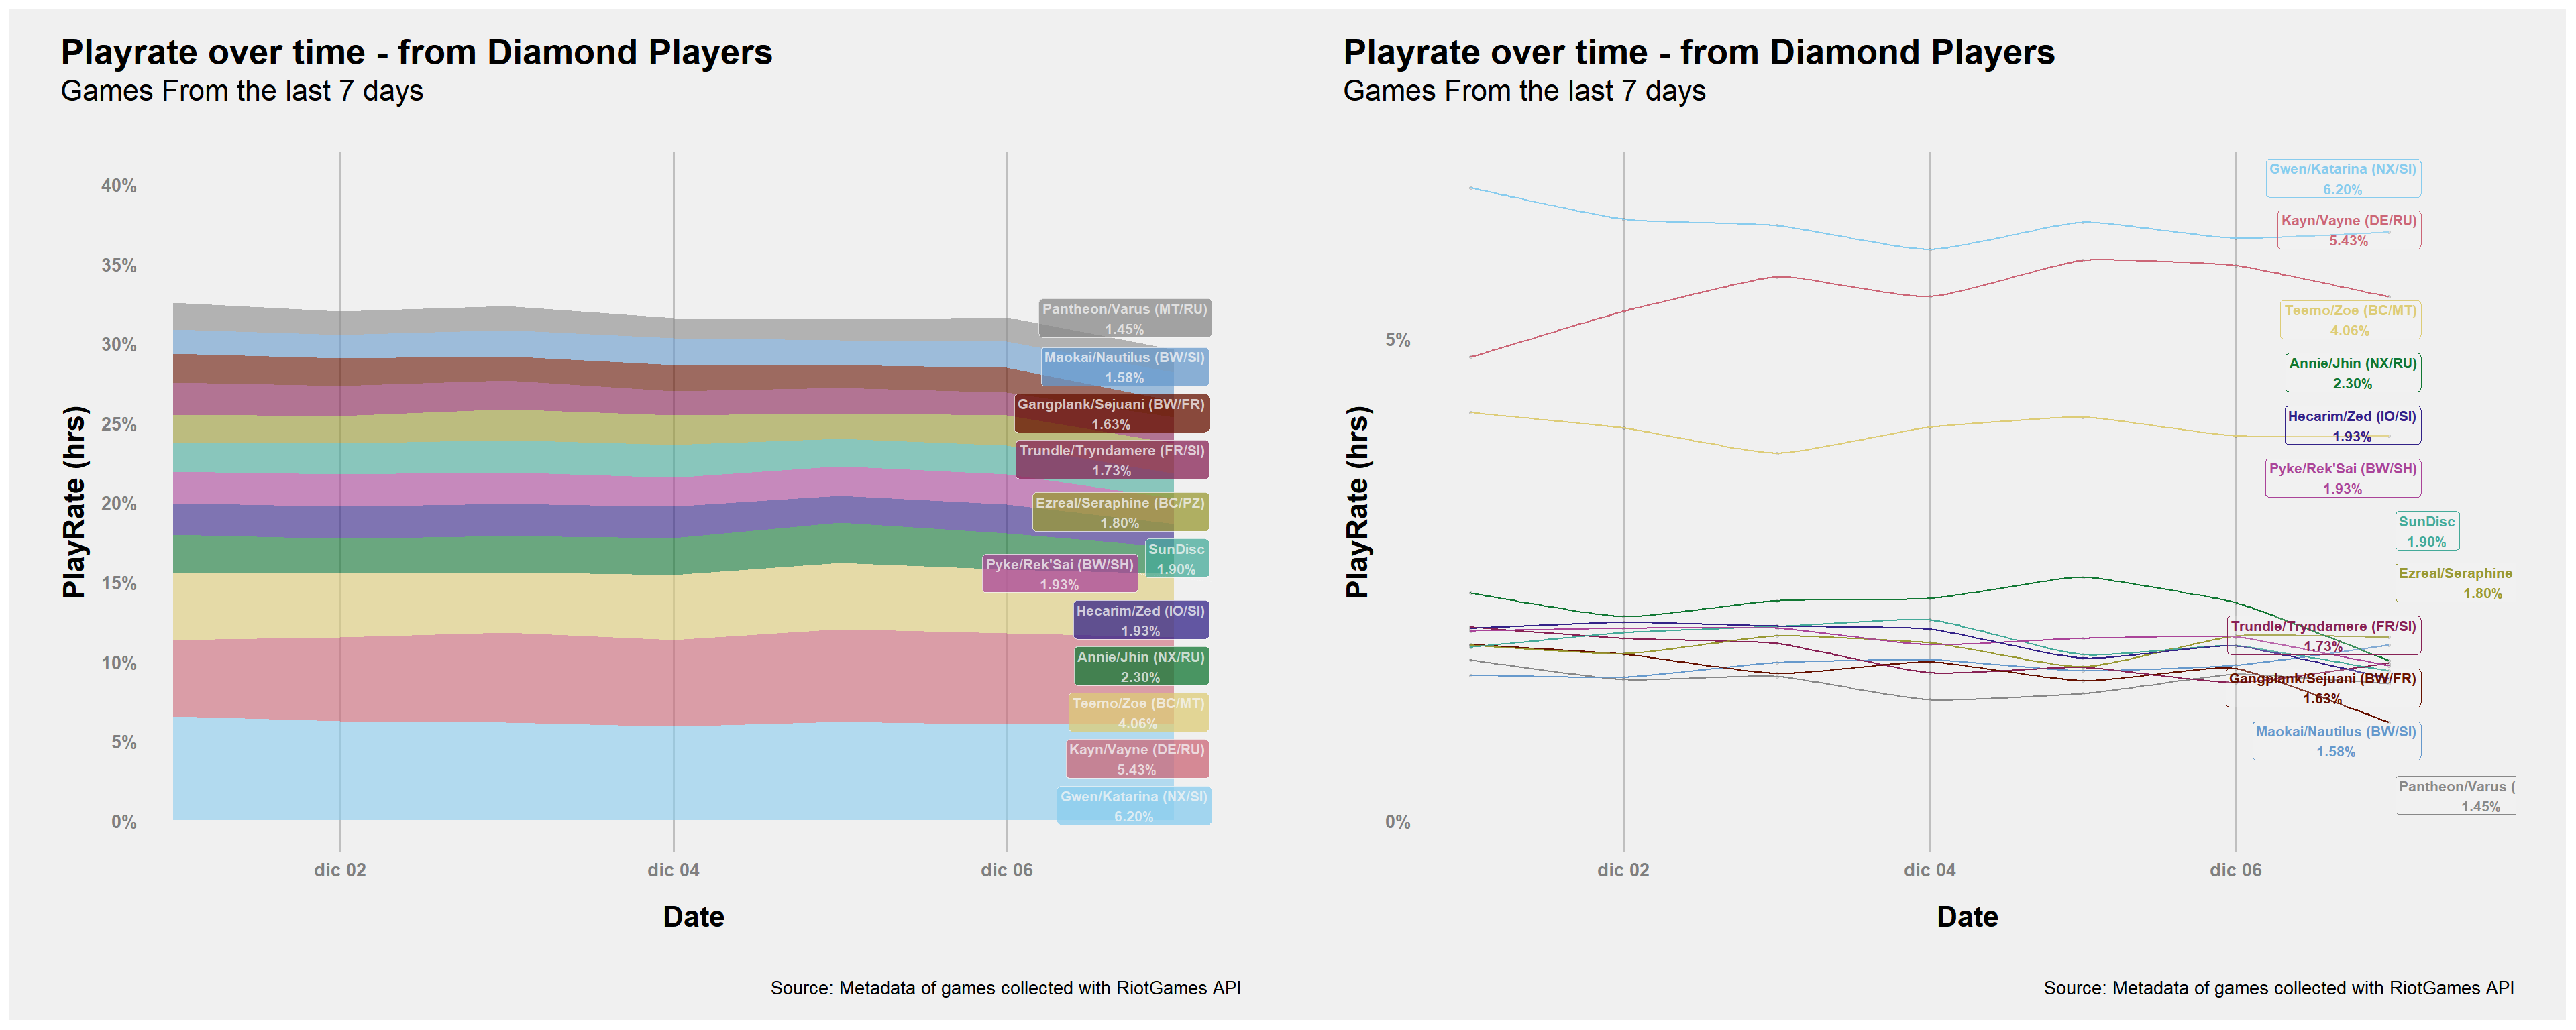 Playrate over time - from Diamond Players
Games From the last 7 days
PlayRate (hrs)
40%
35%
30%
25%
20%
15%
10%
5%
0%
Pantheon/Varus (MT/RU)
1.45%
Maokai/Nautilus (BW/SI)
1.58%
Gangplank/Sejuani (BW/FR)
1.63%
Trundle/Tryndamere (FR/SI)
1.73%
Ezreal/Seraphine (BC/PZ)
1.80%
SunDisc
1.90%
Pyke/Rek'Sai (BW/SH)
1.93%
Hecarim/Zed (IO/SI)
1.93%
Annie/Jhin (NX/RU)
2.30%
Teemo/Zoe (BC/MT)
4.06%
Kayn/Vayne (DE/RU)
5.43%
Gwen/Katarina (NX/SI)
6.20%
dic 02
dic 04
dic 06
Date
Source: Metadata of games collected with RiotGames API
Playrate over time - from Diamond Players
Games From the last 7 days
PlayRate (hrs)
5%
0%
Gwen/Katarina (NX/SI)
6.20%
Kayn/Vayne (DE/RU)
5.43%
Teemo/Zoe (BC/MT)
4.06%
Annie/Jhin (NX/RU)
2.30%
Hecarim/Zed (IO/SI)
1.93%
Pyke/Rek'Sai (BW/SH)
1.93%
SunDisc
1.90%
Ezreal/Seraphine
1.80%
Trundle/Tryndamere (FR/SI)
1.73%
Gangplank/Sejuani (BW/FR)
1.63%
Maokai/Nautilus (BW/SI)
1.58%
Pantheon/Varus (
1.45%
dic 02
dic 04
dic 06
Date
Source: Metadata of games collected with RiotGames API